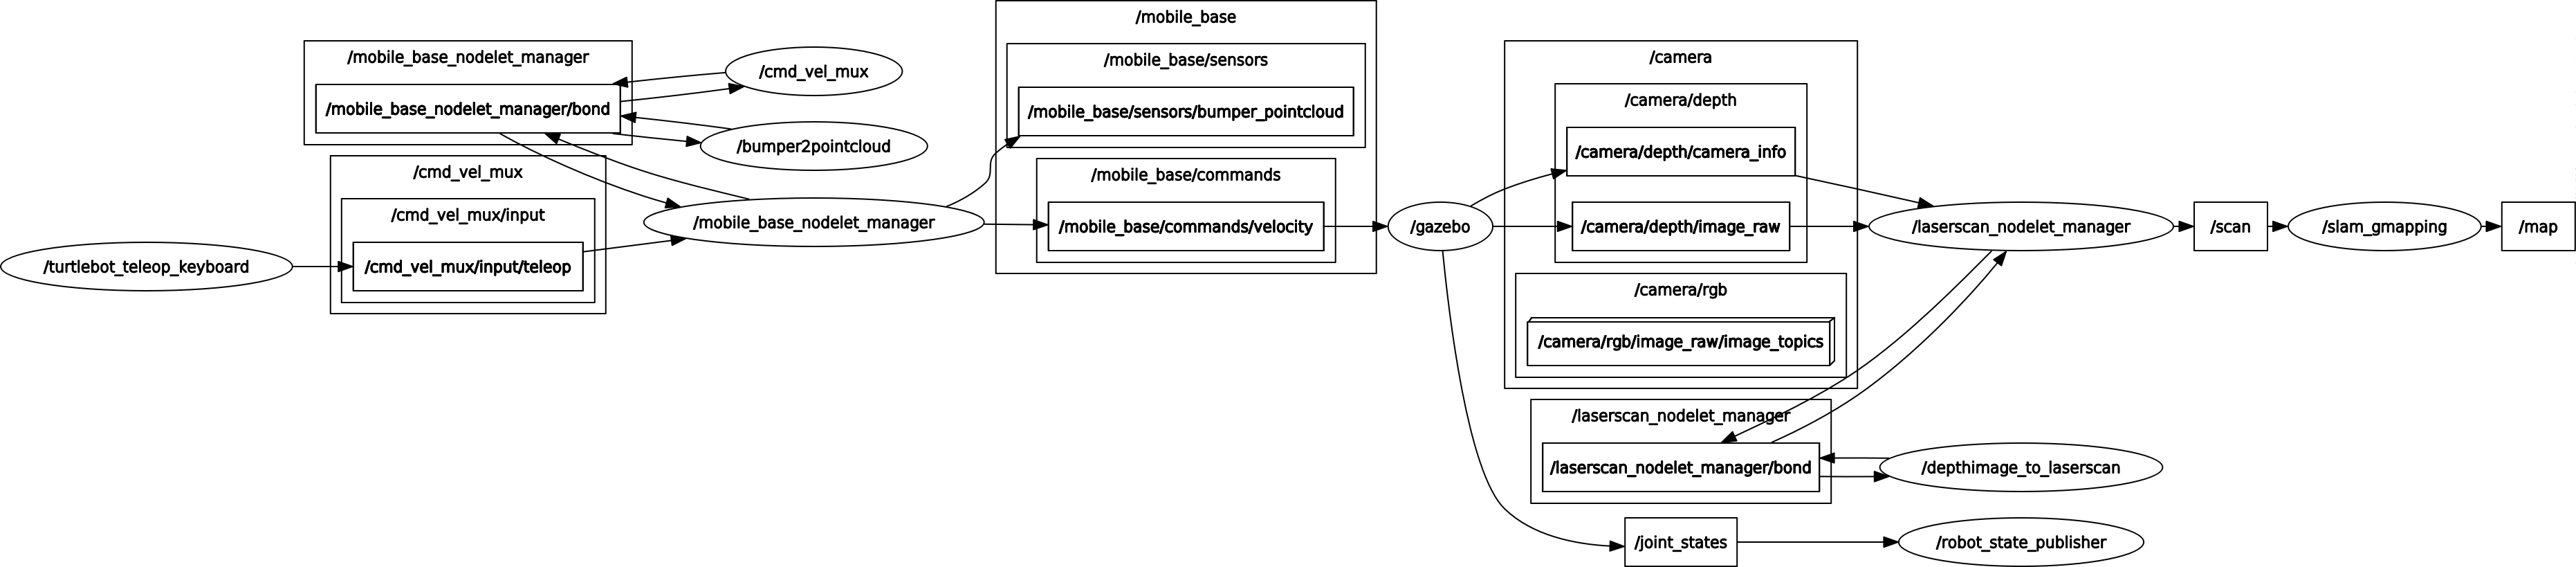 /mobile_base_nodelet_manager
/mobile_base_nodelet_manager/bond
/cmd_vel_mux
/bumper2pointcloud
/cmd_vel_mux
/cmd_vel_mux/input
/cmd_vel_mux/input/teleop
/turtlebot_teleop_keyboard
/mobile_base_nodelet_manager
/mobile_base
/mobile_base/sensors
/mobile_base/sensors/bumper_pointcloud
/mobile_base/commands
/mobile_base/commands/velocity
/gazebo
/camera
/camera/depth
/camera/depth/camera_info
/camera/depth/image_raw
/camera/rgb
/camera/rgb/image_raw/image_topics
/laserscan_nodelet_manager
/laserscan_nodelet_manager/bond
/joint_states
/laserscan_nodelet_manager
/depthimage_to_laserscan
/robot_state_publisher
/scan
/slam_gmapping
/map